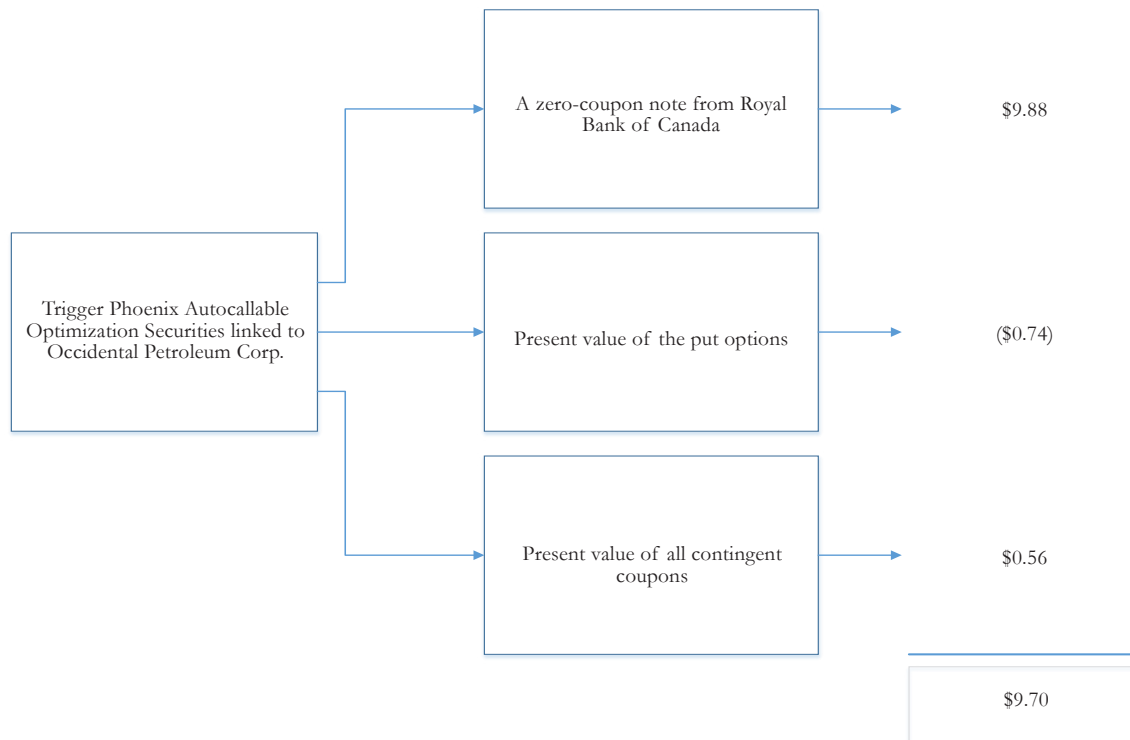 A zero-coupon note from Royal
Bank of Canada
$9.88
Trigger Phoenix Autocallable
Optimization Securities linked to
Occidental Petroleum Corp.
Present value of the put options
($0.74)
Present value of all contingent
coupons
$0.56
$9.70